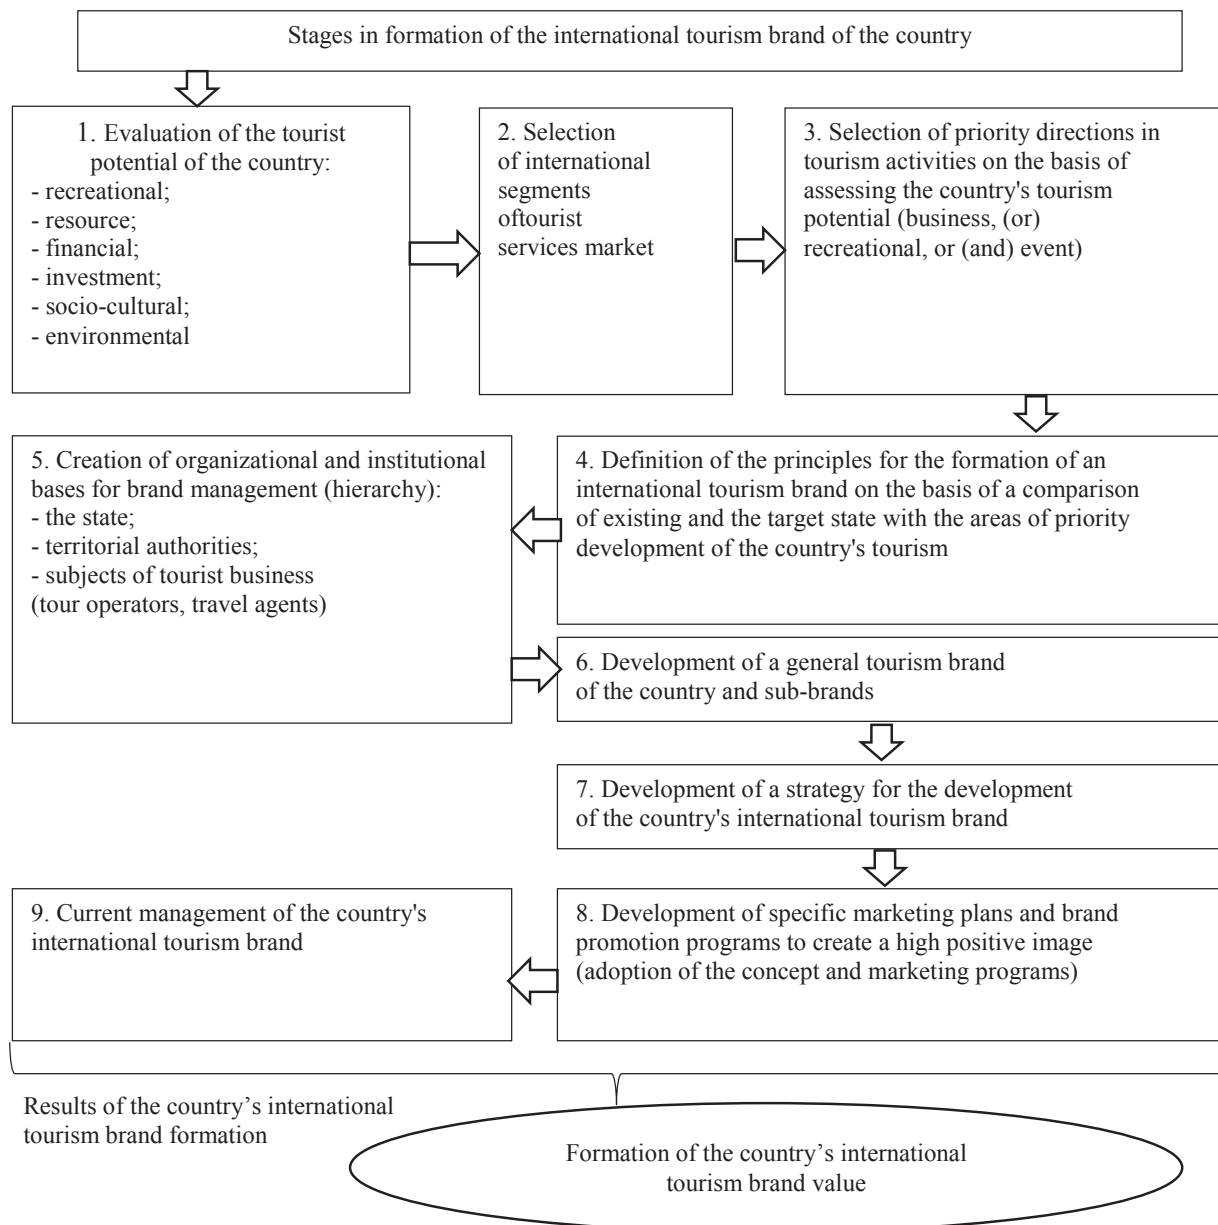 Stages in formation of the international tourism brand of the country
1. Evaluation of the tourist
potential of the country:
- recreational;
- resource;
- financial;
- investment;
- socio-cultural;
- environmental
2. Selection
of international
segments
oftourist
services market
3. Selection of priority directions in
tourism activities on the basis of
assessing the country's tourism
potential (business, (or)
recreational, or (and) event)
4. Definition of the principles for the formation of an
international tourism brand on the basis of a comparison
of existing and the target state with the areas of priority
development of the country's tourism
5. Creation of organizational and institutional
bases for brand management (hierarchy):
- the state;
- territorial authorities;
- subjects of tourist business
(tour operators, travel agents)
6. Development of a general tourism brand
of the country and sub-brands
7. Development of a strategy for the development
of the country's international tourism brand
8. Development of specific marketing plans and brand
promotion programs to create a high positive image
(adoption of the concept and marketing programs)
9. Current management of the country's
international tourism brand
Results of the country’s international
tourism brand formation
Formation of the country’s international
tourism brand value